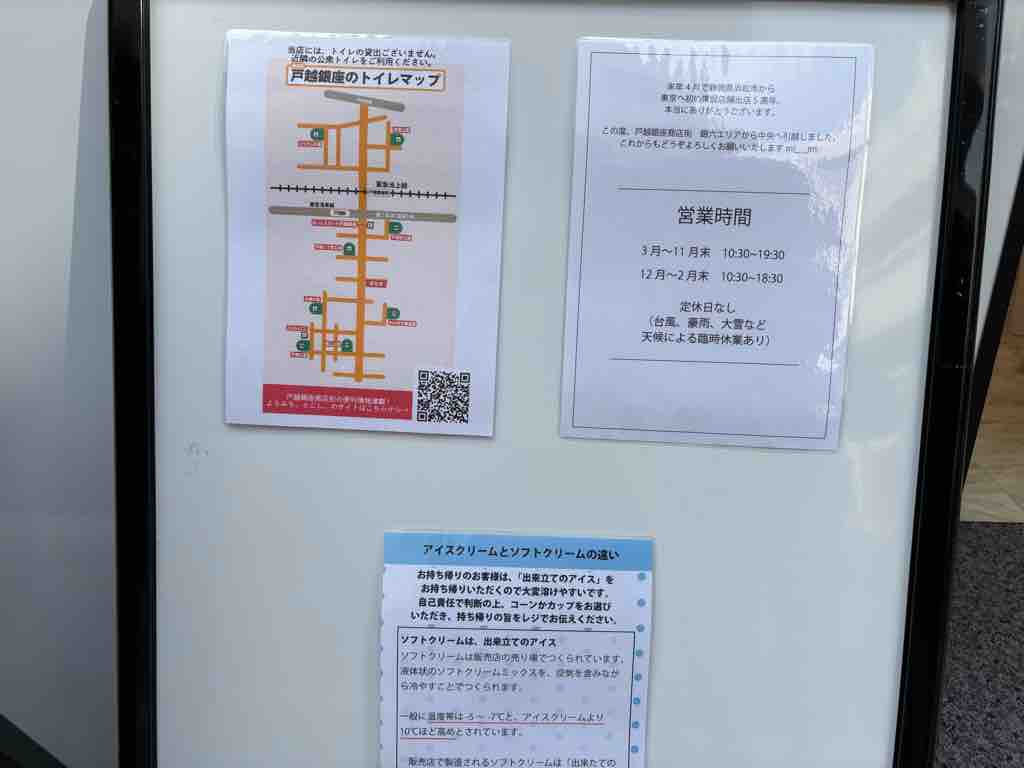 当店には、トイレの貸出ございません。
近隣の公衆トイレをご利用ください。
戸越銀座のトイレマップ
東急池上線
戸越銀座商店街の便利情報連載!
のサイトはこちらから→
来年4月で静岡県浜松市から
東京へ初の常設店舗出店5周年。
本当にありがとうございます。
この度、戸越銀座商店街 銀六エリアから中央へ引越しました。
これからもどうぞよろしくお願いいたします m(__)m
営業時間
3月〜11月末 10:30~19:30
12月〜2月末 10:30~18:30
定休日なし
(台風、豪雨、大雪など
天候による臨時休業あり)
アイスクリームとソフトクリームの違い
お持ち帰りのお客様は、「出来立てのアイス」を
お持ち帰りいただくので大変溶けやすいです。
自己責任で判断の上、コーンかカップをお選び
いただき、持ち帰りの旨をレジでお伝えください。
ソフトクリームは、出来立てのアイス
ソフトクリームは販売店の売り場でつくられています。
液体状のソフトクリームミックスを、空気を含みなが
ら冷やすことでつくられます。
一般に温度帯は-5〜-7℃と、アイスクリームより
10℃ほど高めとされています。
販売店で製造されるソフトクリームは「出来たての